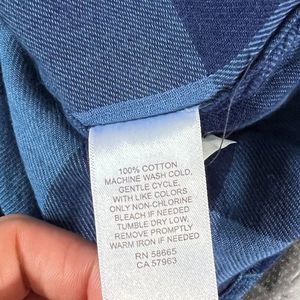 100% COTTON
MACHINE WASH COLD,
GENTLE CYCLE,
WITH LIKE COLORS
ONLY NON-CHLORINE
BLEACH IF NEEDED
TUMBLE DRY LOW,
REMOVE PROMPTLY
WARM IRON IF NEEDED
RN 58665
CA 57963